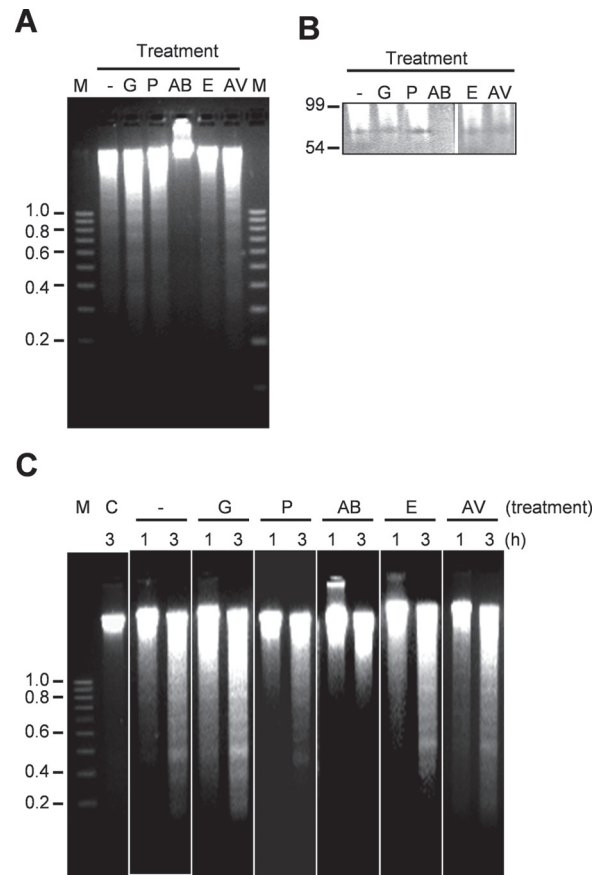 A
Treatment
M - G P AB E AV M
1.0
0.8
0.6
0.4
0.2
B
Treatment
- G P AB E AV
99
54
C
M C - G P AB E AV (treatment)
3 1 3 1 3 1 3 1 3 1 3 1 3 (h)
1.0
0.8
0.6
0.4
0.2